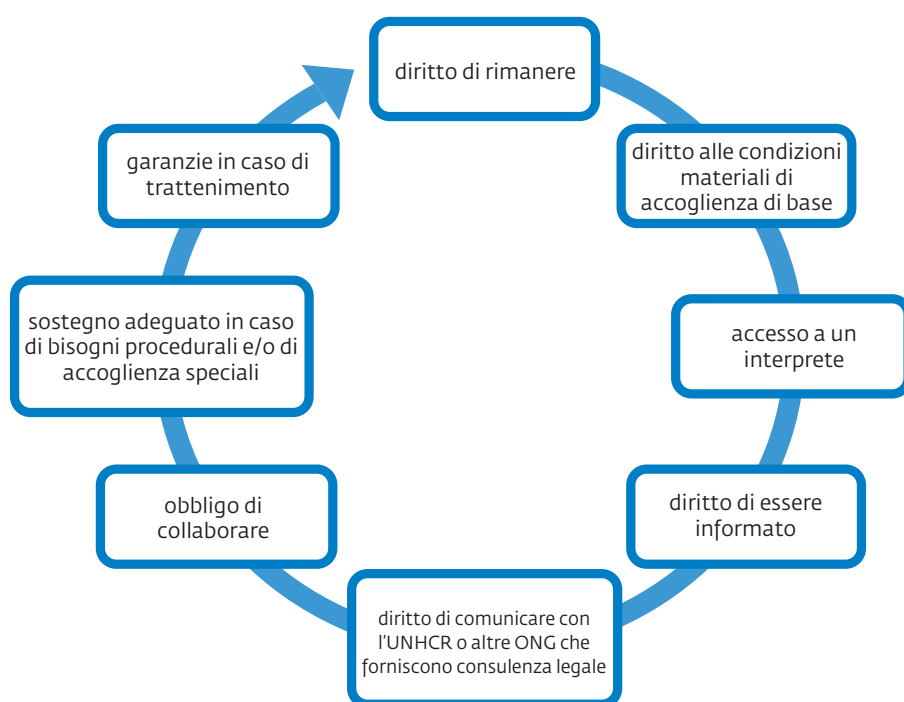 diritto di rimanere
diritto alle condizioni
materiali di
accoglienza di base
accesso a un
interprete
diritto di essere
informato
diritto di comunicare con
l'UNHCR o altre ONG che
forniscono consulenza legale
obbligo di
collaborare
sostegno adeguato in caso
di bisogni procedurali e/o di
accoglienza speciali
garanzie in caso di
trattenimento